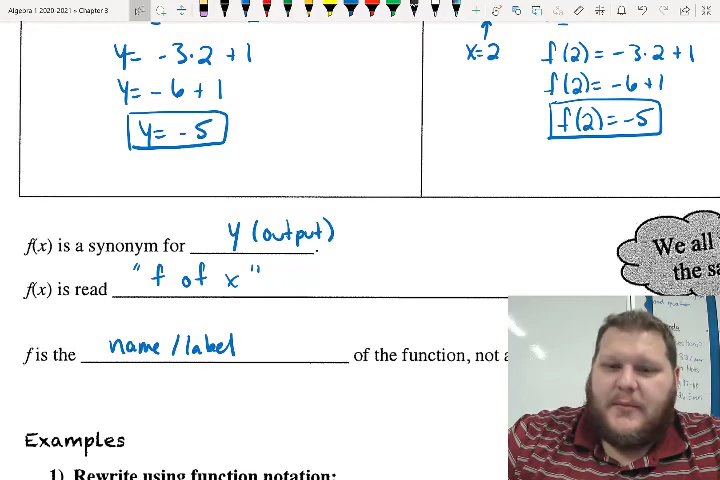 Algebra 1 2020-2021 » Chapter 3
y = -3·2 + 1
y = -6 + 1
y = -5
x=2
f(2) = -3·2 + 1
f(2) = -6+1
f(2) = -5
f(x) is a synonym for y (output).
f(x) is read "f of x"
We all
the sa
f is the name/label of the function, not a
Examples
1) Rewrite using function notation: